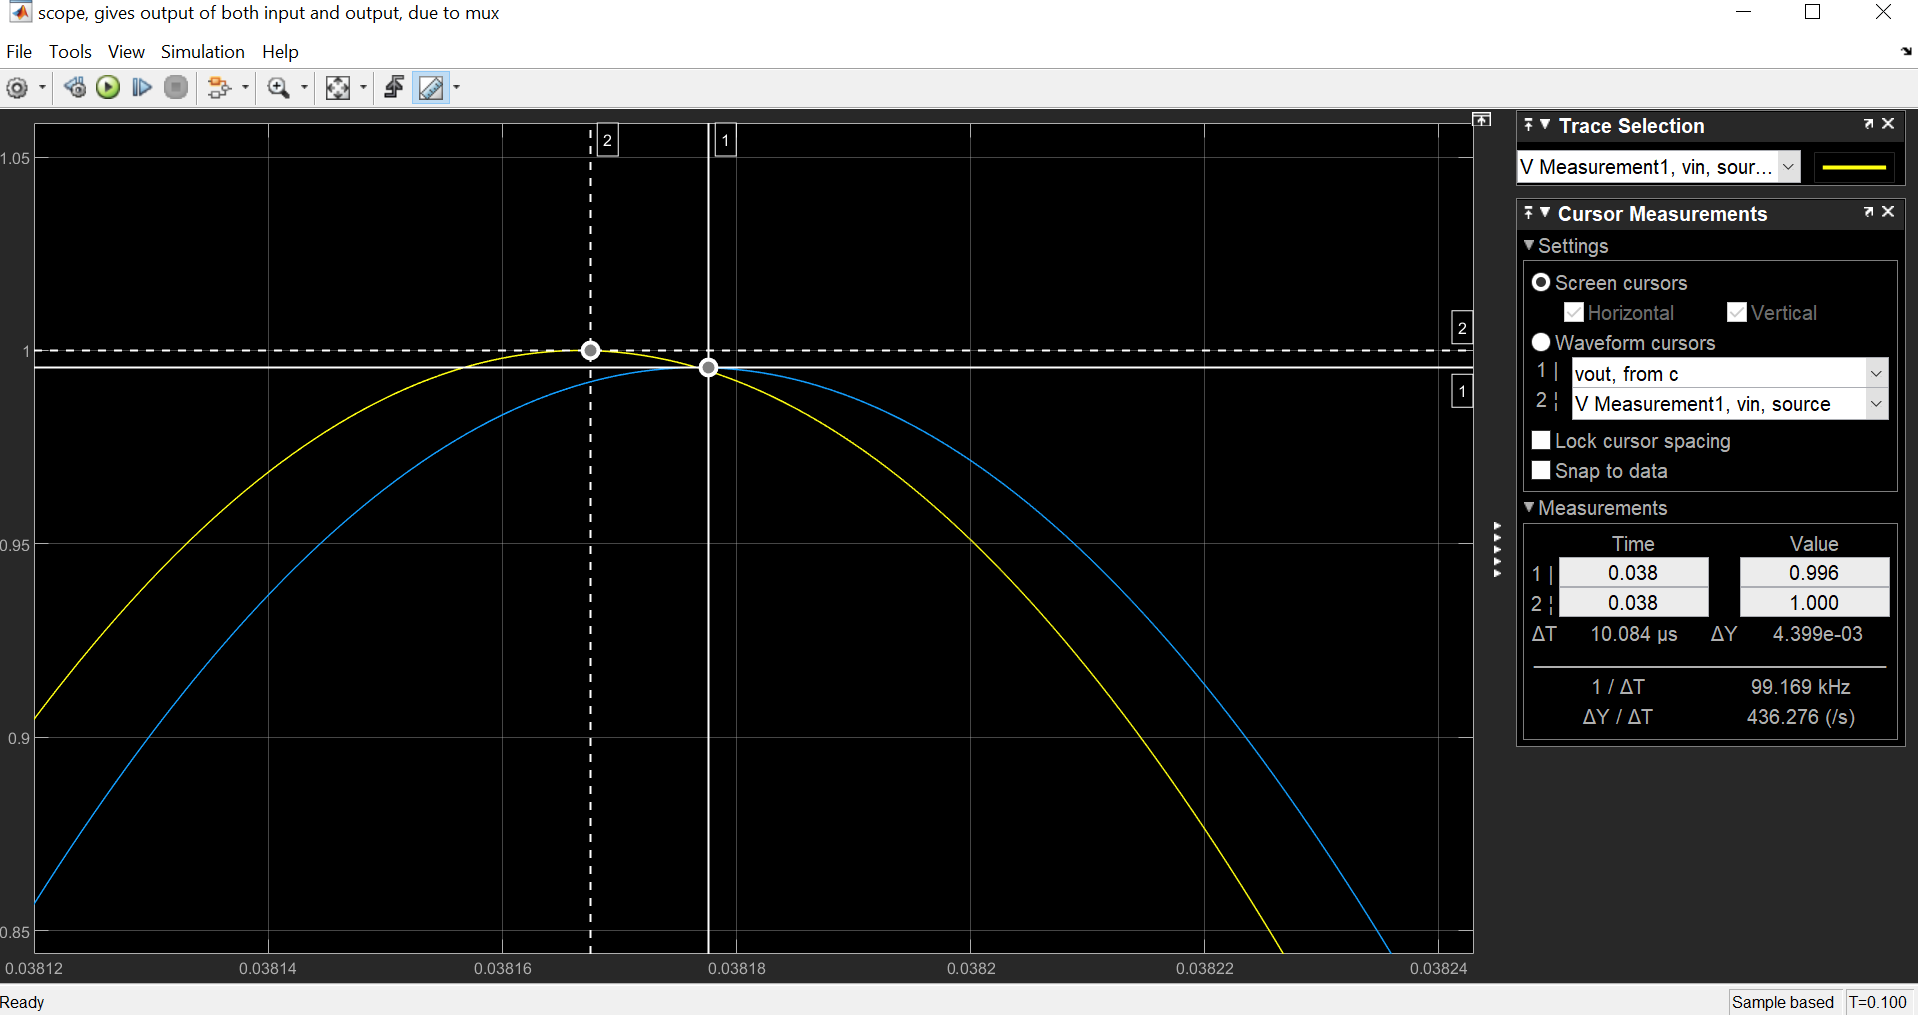 scope, gives output of both input and output, due to mux
File Tools View Simulation Help
2
1
1.05
2
1
1
0.95
0.9
0.85
0.03812 0.03814 0.03816 0.03818 0.0382 0.03822 0.03824
Trace Selection
V Measurement1, vin, sour...
Cursor Measurements
Settings
Screen cursors
Horizontal Vertical
Waveform cursors
1 | vout, from c
2 ¦ V Measurement1, vin, source
Lock cursor spacing
Snap to data
Measurements
Time Value
1 | 0.038 0.996
2 ¦ 0.038 1.000
ΔT 10.084 µs ΔY 4.399e-03
1 / ΔT 99.169 kHz
ΔY / ΔT 436.276 (/s)
Ready Sample based T=0.100